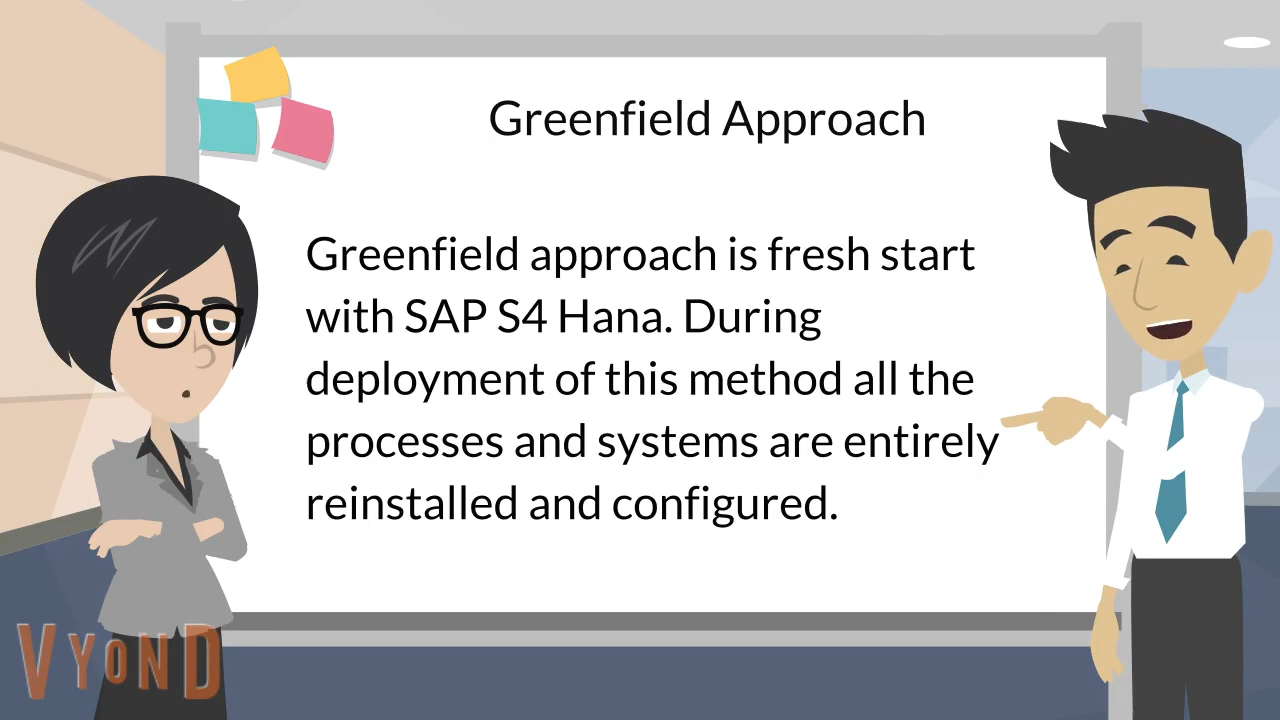 Greenfield Approach
Greenfield approach is fresh start
with SAP S4 Hana. During
deployment of this method all the
processes and systems are entirely
reinstalled and configured.
VYOND